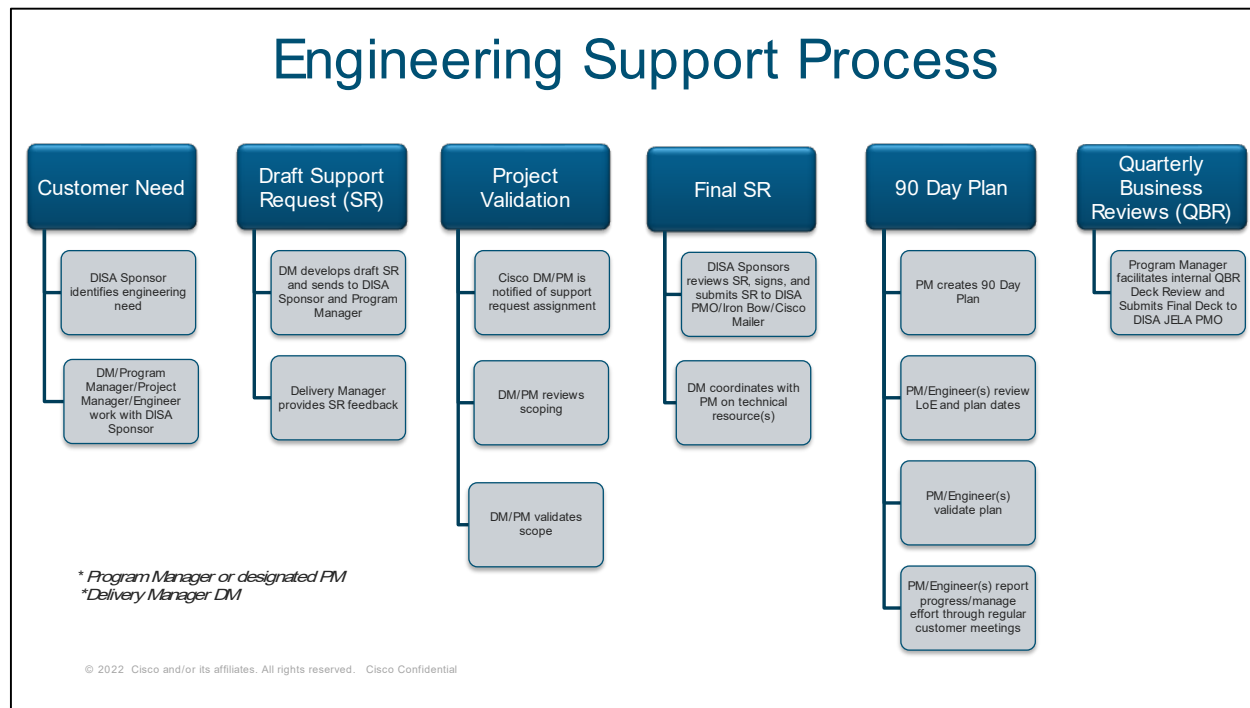 Engineering Support Process
Customer Need
DISA Sponsor
identifies engineering
need
DM/Program
Manager/Project
Manager/Engineer
work with DISA
Sponsor
Draft Support
Request (SR)
DM develops draft SR
and sends to DISA
Sponsor and Program
Manager
Delivery Manager
provides SR feedback
Project
Validation
Cisco DM/PM is
notified of support
request assignment
DM/PM reviews
scoping
DM/PM validates
scope
Final SR
DISA Sponsors
reviews SR, signs, and
submits SR to DISA
PMO/Iron Bow/Cisco
Mailer
DM coordinates with
PM on technical
resource(s)
90 Day Plan
PM creates 90 Day
Plan
PM/Engineer(s) review
LoE and plan dates
PM/Engineer(s)
validate plan
PM/Engineer(s) report
progress/manage
effort through regular
customer meetings
Quarterly
Business
Reviews (QBR)
Program Manager
facilitates internal QBR
Deck Review and
Submits Final Deck to
DISA JELA PMO
* Program Manager or designated PM
*Delivery Manager DM
© 2022 Cisco and/or its affiliates. All rights reserved. Cisco Confidential